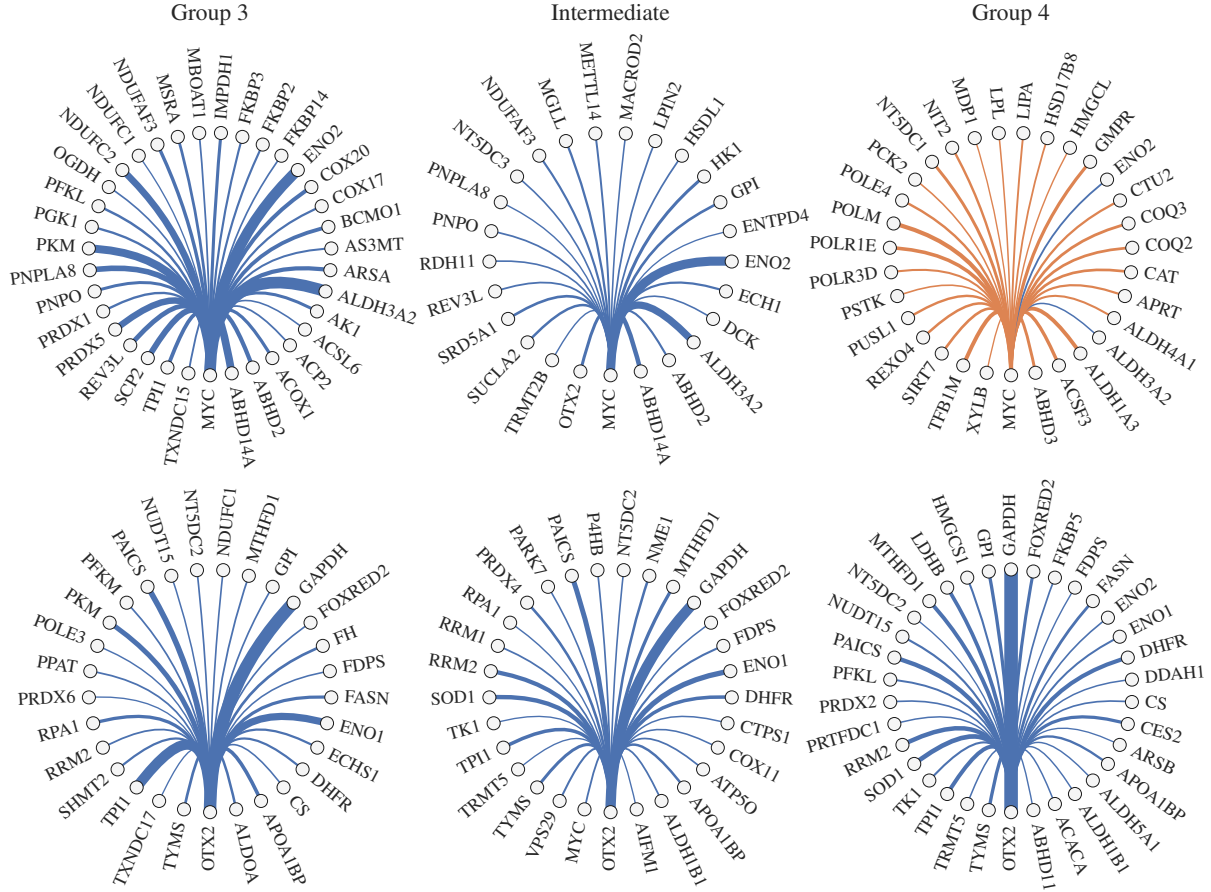 Group 3
Intermediate
Group 4
MYC
ABHD14A
ABHD2
ACOX1
ACP2
ACSL6
AK1
ALDH3A2
ARSA
AS3MT
BCMO1
COX17
COX20
ENO2
FKBP14
FKBP2
FKBP3
IMPDH1
MBOAT1
MSRA
NDUFAF3
NDUFC1
NDUFC2
OGDH
PFKL
PGK1
PKM
PNPLA8
PNPO
PRDX1
PRDX5
REV3L
SCP2
TPI1
TXNDC15
MYC
ABHD14A
ABHD2
ALDH3A2
DCK
ECH1
ENO2
ENTPD4
GPI
HK1
HSDL1
LPIN2
MACROD2
METTL14
MGLL
NDUFAF3
NT5DC3
PNPLA8
PNPO
RDH11
REV3L
SRD5A1
SUCLA2
TRMT2B
OTX2
MYC
ABHD3
ACSF3
ALDH1A3
ALDH3A2
ALDH4A1
APRT
CAT
COQ2
COQ3
CTU2
ENO2
GMPR
HMGCL
HSD17B8
LIPA
LPL
MDP1
NIT2
NT5DC1
PCK2
POLE4
POLM
POLR1E
POLR3D
PSTK
PUSL1
REXO4
SIRT7
TFB1M
XYLB
OTX2
ALDOA
APOA1BP
CS
DHFR
ECHS1
ENO1
FASN
FDPS
FH
FOXRED2
GAPDH
GPI
MTHFD1
NDUFC1
NT5DC2
NUDT15
PAICS
PFKM
PKM
POLE3
PPAT
PRDX6
RPA1
RRM2
SHMT2
TPI1
TXNDC17
TYMS
OTX2
AIFM1
ALDH1B1
APOA1BP
ATP5O
COX11
CTPS1
DHFR
ENO1
FDPS
FOXRED2
GAPDH
MTHFD1
NME1
NT5DC2
P4HB
PAICS
PARK7
PRDX4
RPA1
RRM1
RRM2
SOD1
TK1
TPI1
TRMT5
TYMS
VPS29
MYC
OTX2
ABHD11
ACACA
ALDH1B1
ALDH5A1
APOA1BP
ARSB
CES2
CS
DDAH1
DHFR
ENO1
ENO2
FASN
FDPS
FKBP5
FOXRED2
GAPDH
GPI
HMGCS1
LDHB
MTHFD1
NT5DC2
NUDT15
PAICS
PFKL
PRDX2
PRTFDC1
RRM2
SOD1
TK1
TPI1
TRMT5
TYMS